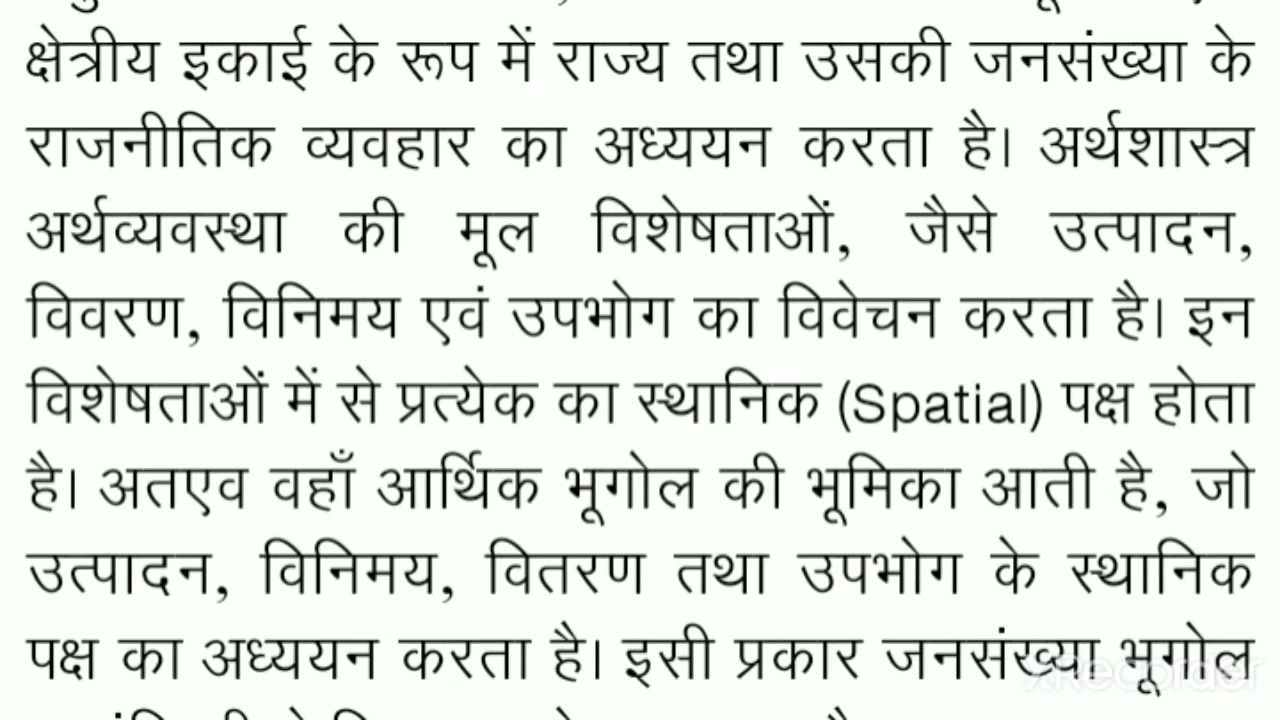 क्षेत्रीय इकाई के रूप में राज्य तथा उसकी जनसंख्या के
राजनीतिक व्यवहार का अध्ययन करता है। अर्थशास्त्र
अर्थव्यवस्था की मूल विशेषताओं, जैसे उत्पादन,
विवरण, विनिमय एवं उपभोग का विवेचन करता है। इन
विशेषताओं में से प्रत्येक का स्थानिक (Spatial) पक्ष होता
है। अतएव वहाँ आर्थिक भूगोल की भूमिका आती है, जो
उत्पादन, विनिमय, वितरण तथा उपभोग के स्थानिक
पक्ष का अध्ययन करता है। इसी प्रकार जनसंख्या भूगोल
XRecorder